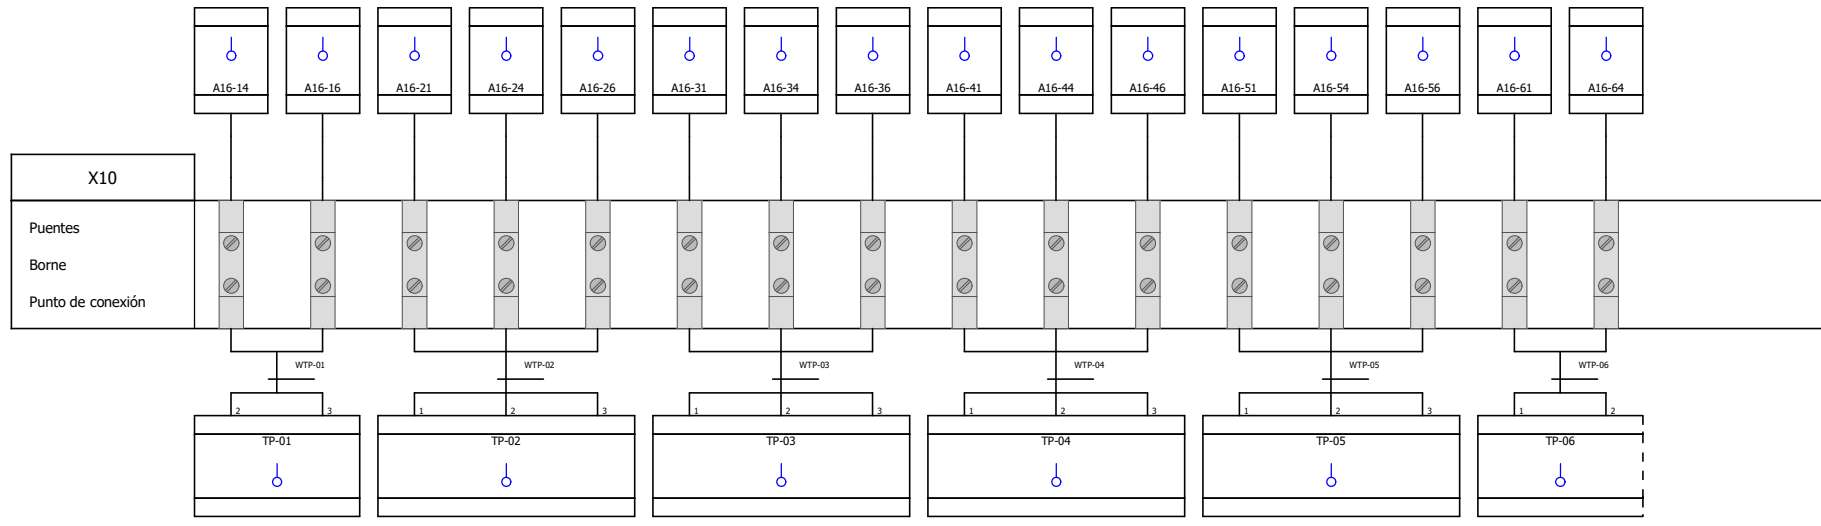 A16-14 A16-16 A16-21 A16-24 A16-26 A16-31 A16-34 A16-36 A16-41 A16-44 A16-46 A16-51 A16-54 A16-56 A16-61 A16-64
X10
Puentes
Borne
Punto de conexión
WTP-01 WTP-02 WTP-03 WTP-04 WTP-05 WTP-06
2 3 1 2 3 1 2 3 1 2 3 1 2 3 1 2
TP-01 TP-02 TP-03 TP-04 TP-05 TP-06